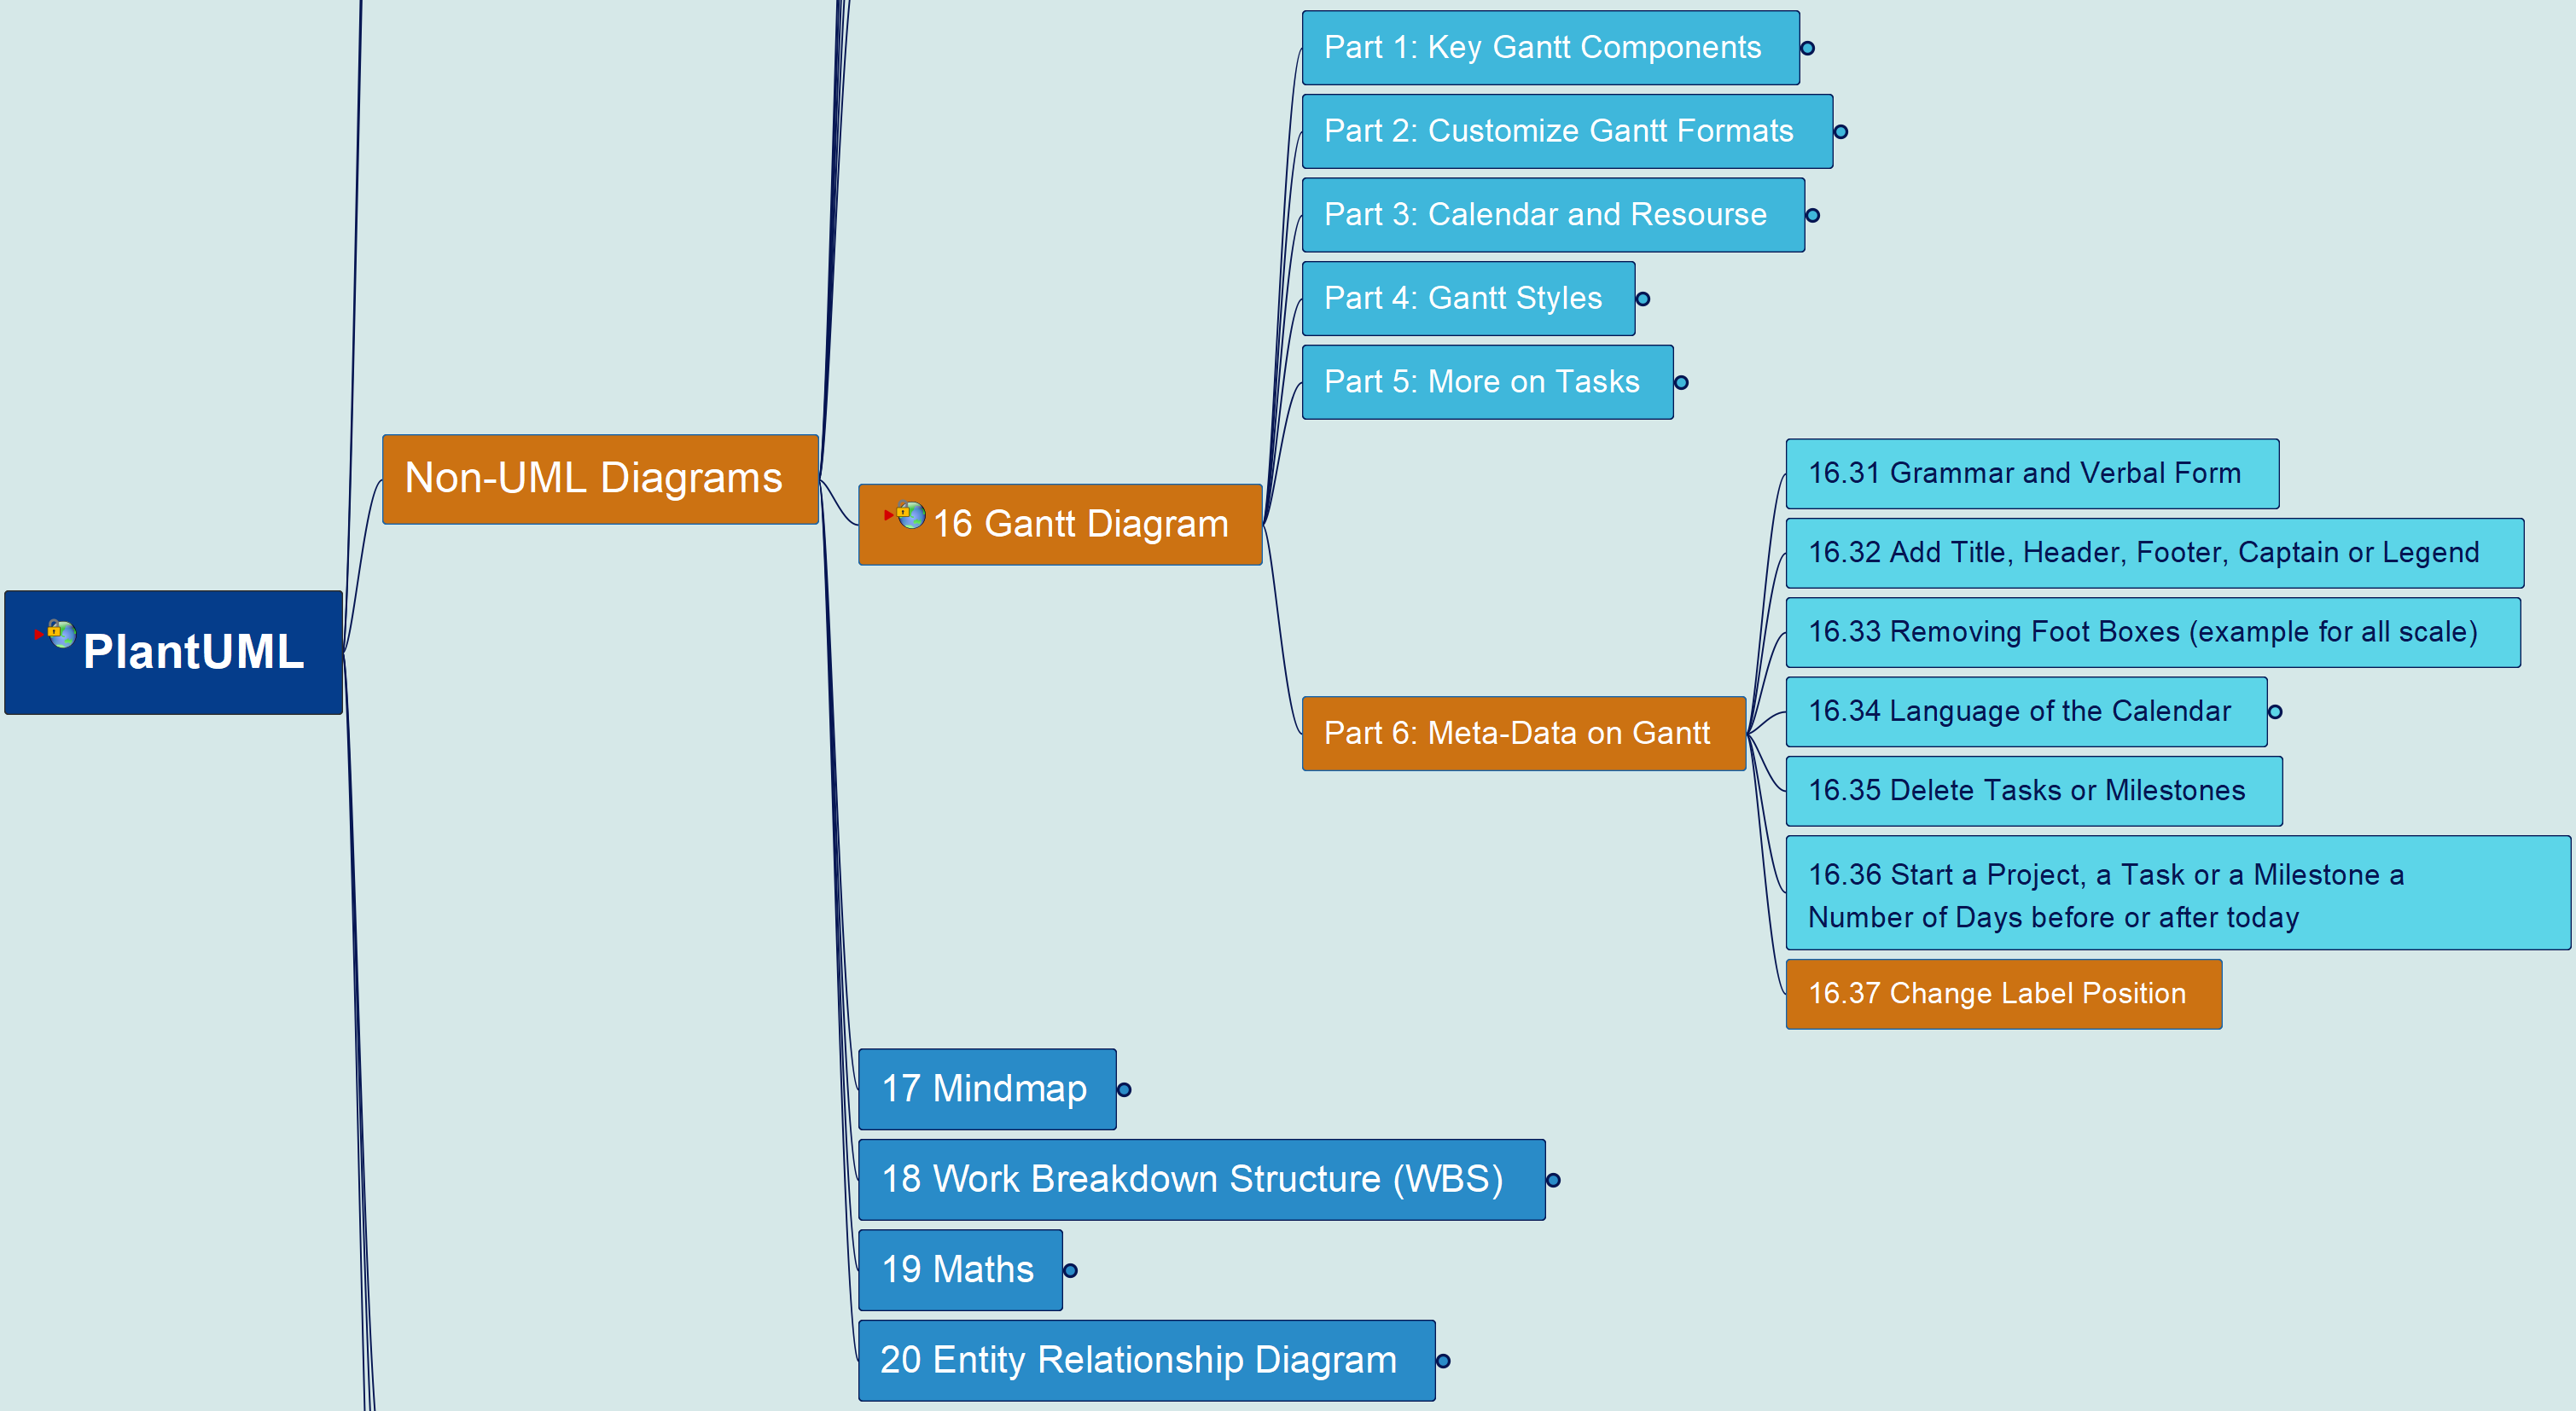 Part 1: Key Gantt Components
Part 2: Customize Gantt Formats
Part 3: Calendar and Resourse
Part 4: Gantt Styles
Part 5: More on Tasks
Non-UML Diagrams
16 Gantt Diagram
16.31 Grammar and Verbal Form
16.32 Add Title, Header, Footer, Captain or Legend
16.33 Removing Foot Boxes (example for all scale)
PlantUML
16.34 Language of the Calendar
Part 6: Meta-Data on Gantt
16.35 Delete Tasks or Milestones
16.36 Start a Project, a Task or a Milestone a
Number of Days before or after today
16.37 Change Label Position
17 Mindmap
18 Work Breakdown Structure (WBS)
19 Maths
20 Entity Relationship Diagram